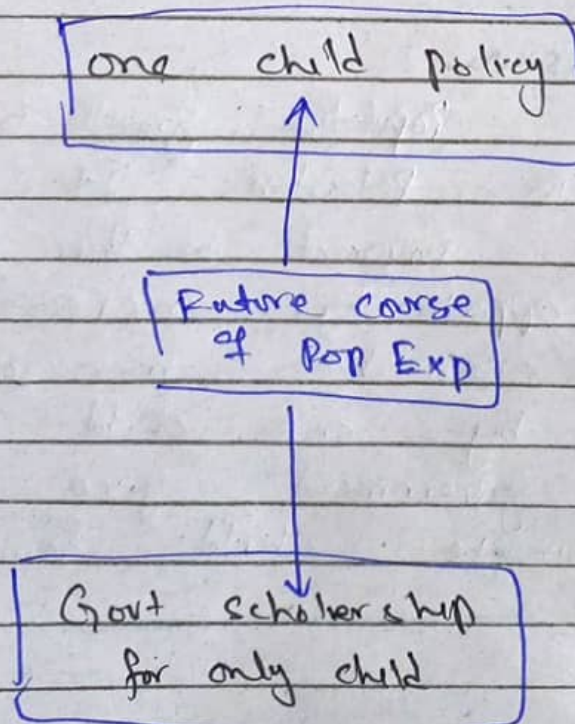 one child policy
Future course
of Pop Exp
Govt scholership
for only child